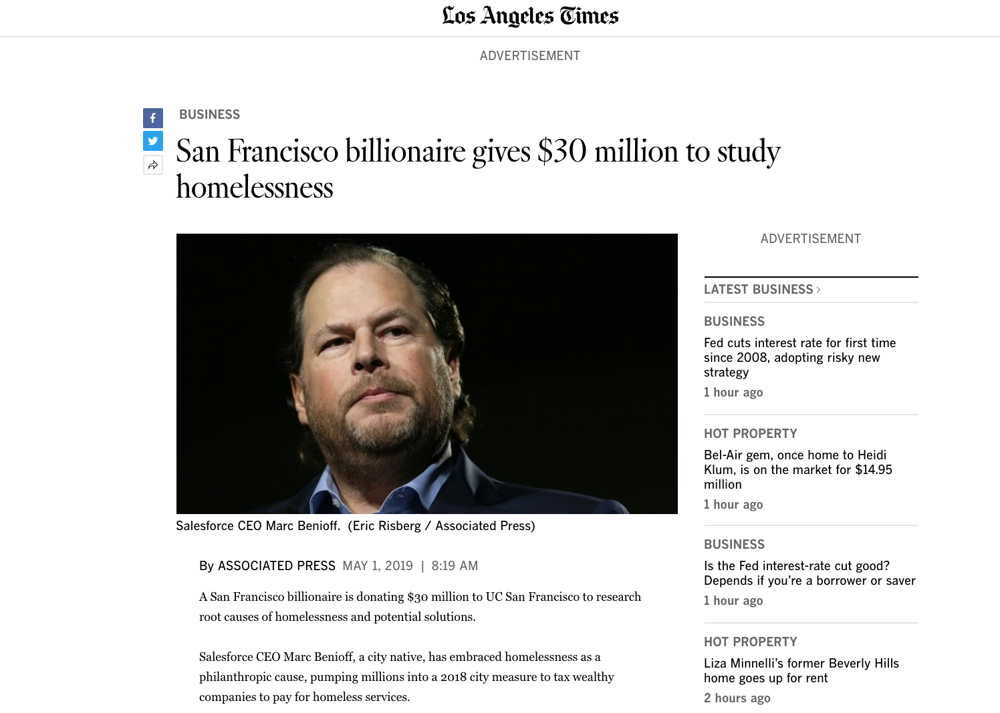 Los Angeles Times
ADVERTISEMENT
BUSINESS
San Francisco billionaire gives $30 million to study
homelessness
Salesforce CEO Marc Benioff. (Eric Risberg / Associated Press)
By ASSOCIATED PRESS MAY 1, 2019 | 8:19 AM
A San Francisco billionaire is donating $30 million to UC San Francisco to research
root causes of homelessness and potential solutions.
Salesforce CEO Marc Benioff, a city native, has embraced homelessness as a
philanthropic cause, pumping millions into a 2018 city measure to tax wealthy
companies to pay for homeless services.
ADVERTISEMENT
LATEST BUSINESS ›
BUSINESS
Fed cuts interest rate for first time
since 2008, adopting risky new
strategy
1 hour ago
HOT PROPERTY
Bel-Air gem, once home to Heidi
Klum, is on the market for $14.95
million
1 hour ago
BUSINESS
Is the Fed interest-rate cut good?
Depends if you’re a borrower or saver
1 hour ago
HOT PROPERTY
Liza Minnelli’s former Beverly Hills
home goes up for rent
2 hours ago